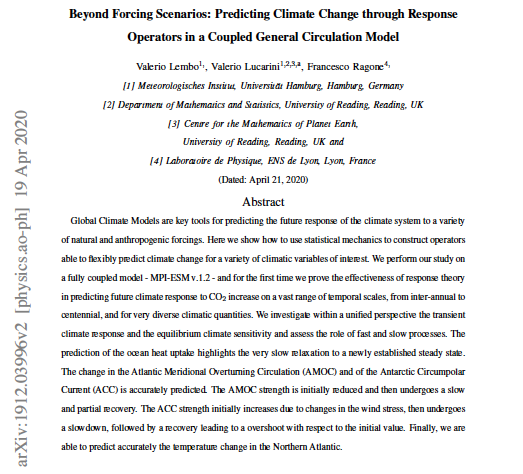 Beyond Forcing Scenarios: Predicting Climate Change through Response
Operators in a Coupled General Circulation Model
Valerio Lembo1, Valerio Lucarini1,2,3,a, Francesco Ragone4,
[1] Meteorologisches Institut, Universität Hamburg, Hamburg, Germany
[2] Department of Mathematics and Statistics, University of Reading, Reading, UK
[3] Centre for the Mathematics of Planet Earth,
University of Reading, Reading, UK and
[4] Laboratoire de Physique, ENS de Lyon, Lyon, France
(Dated: April 21, 2020)
Abstract
Global Climate Models are key tools for predicting the future response of the climate system to a variety
of natural and anthropogenic forcings. Here we show how to use statistical mechanics to construct operators
able to flexibly predict climate change for a variety of climatic variables of interest. We perform our study on
a fully coupled model - MPI-ESM v.1.2 - and for the first time we prove the effectiveness of response theory
in predicting future climate response to CO2 increase on a vast range of temporal scales, from inter-annual to
centennial, and for very diverse climatic quantities. We investigate within a unified perspective the transient
climate response and the equilibrium climate sensitivity and assess the role of fast and slow processes. The
prediction of the ocean heat uptake highlights the very slow relaxation to a newly established steady state.
The change in the Atlantic Meridional Overturning Circulation (AMOC) and of the Antarctic Circumpolar
Current (ACC) is accurately predicted. The AMOC strength is initially reduced and then undergoes a slow
and partial recovery. The ACC strength initially increases due to changes in the wind stress, then undergoes
a slowdown, followed by a recovery leading to a overshoot with respect to the initial value. Finally, we are
able to predict accurately the temperature change in the Northern Atlantic.
arXiv:1912.03996v2 [physics.ao-ph] 19 Apr 2020